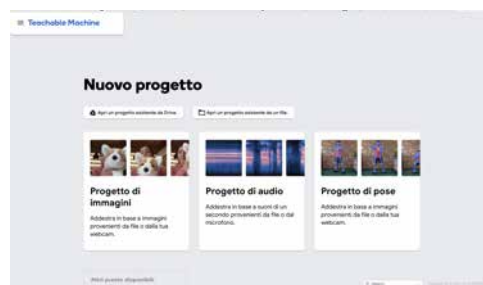 Teachable Machine
Nuovo progetto
Apri un progetto esistente da Drive.
Apri un progetto esistente da un file.
Progetto di
immagini
Addestra in base a immagini
provenienti da file o dalla tua
webcam.
Progetto di audio
Addestra in base a suoni di un
secondo provenienti da file o dal
microfono.
Progetto di pose
Addestra in base a immagini
provenienti da file o dalla tua
webcam.
disponibili